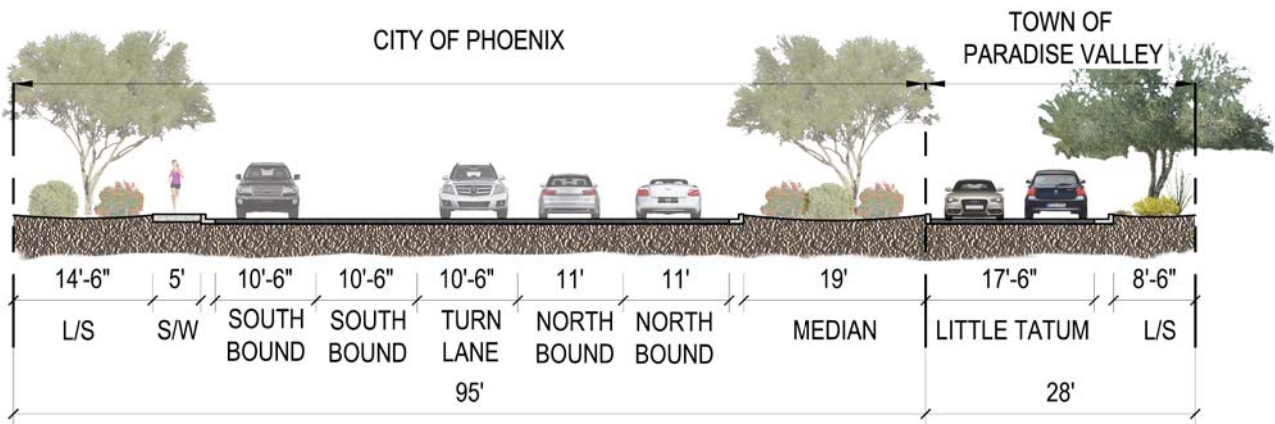 CITY OF PHOENIX
TOWN OF
PARADISE VALLEY
14'-6" 5' 10'-6" 10'-6" 10'-6" 11' 11' 19' 17'-6" 8'-6"
L/S S/W SOUTH BOUND SOUTH BOUND TURN LANE NORTH BOUND NORTH BOUND MEDIAN LITTLE TATUM L/S
95' 28'